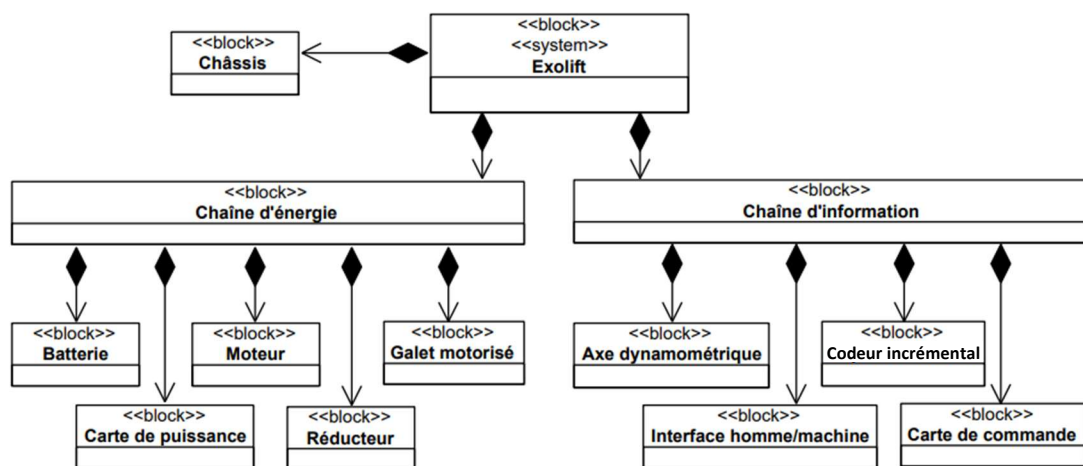 <<block>>
<<system>>
Exolift
<<block>>
Châssis
<<block>>
Chaîne d'énergie
<<block>>
Chaîne d'information
<<block>>
Batterie
<<block>>
Moteur
<<block>>
Galet motorisé
<<block>>
Axe dynamométrique
<<block>>
Codeur incrémental
<<block>>
Carte de puissance
<<block>>
Réducteur
<<block>>
Interface homme/machine
<<block>>
Carte de commande